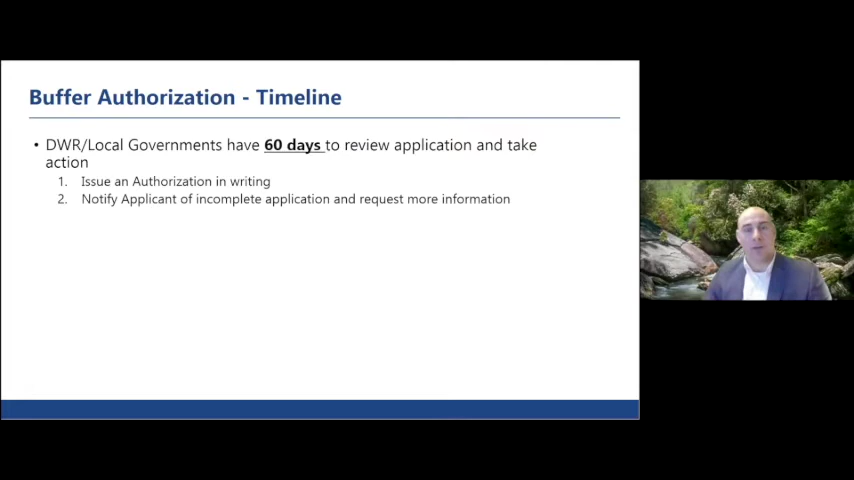 Buffer Authorization - Timeline
• DWR/Local Governments have 60 days to review application and take
action
1. Issue an Authorization in writing
2. Notify Applicant of incomplete application and request more information